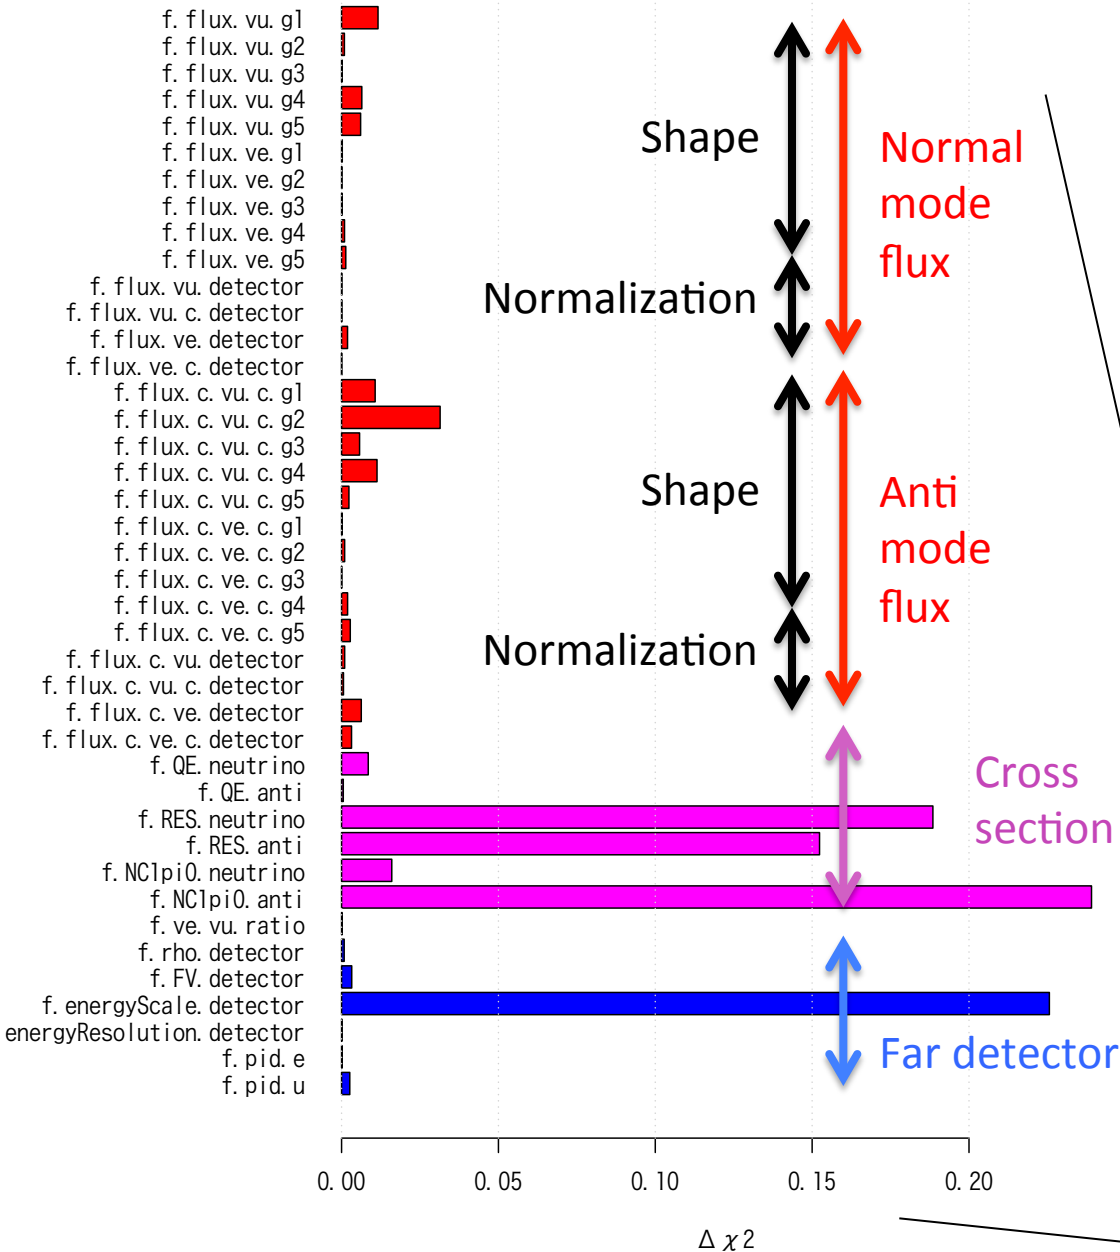 f.flux.vu.g1
f.flux.vu.g2
f.flux.vu.g3
f.flux.vu.g4
f.flux.vu.g5
f.flux.ve.g1
f.flux.ve.g2
f.flux.ve.g3
f.flux.ve.g4
f.flux.ve.g5
f.flux.vu.detector
f.flux.vu.c.detector
f.flux.ve.detector
f.flux.ve.c.detector
f.flux.c.vu.c.g1
f.flux.c.vu.c.g2
f.flux.c.vu.c.g3
f.flux.c.vu.c.g4
f.flux.c.vu.c.g5
f.flux.c.ve.c.g1
f.flux.c.ve.c.g2
f.flux.c.ve.c.g3
f.flux.c.ve.c.g4
f.flux.c.ve.c.g5
f.flux.c.vu.detector
f.flux.c.vu.c.detector
f.flux.c.ve.detector
f.flux.c.ve.c.detector
f.QE.neutrino
f.QE.anti
f.RES.neutrino
f.RES.anti
f.NC1pi0.neutrino
f.NC1pi0.anti
f.ve.vu.ratio
f.rho.detector
f.FV.detector
f.energyScale.detector
energyResolution.detector
f.pid.e
f.pid.u
Shape
Normalization
Normal
mode
flux
Shape
Normalization
Anti
mode
flux
Cross
section
Far detector
0.00 0.05 0.10 0.15 0.20
Δχ2